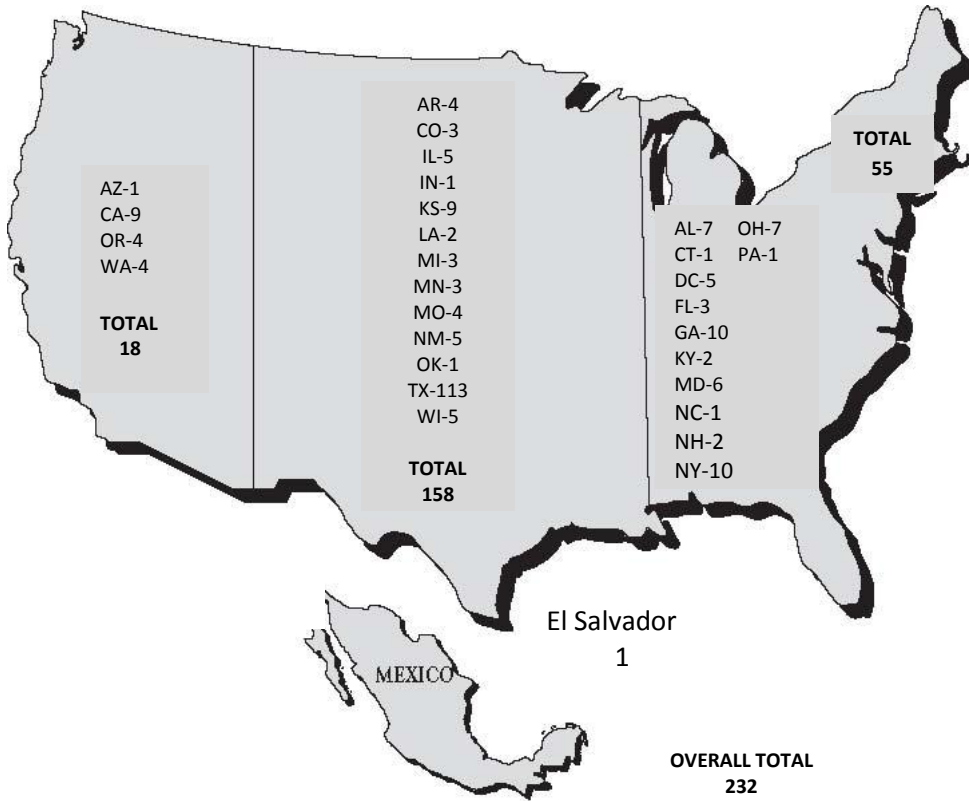 AZ-1
CA-9
OR-4
WA-4
TOTAL
18
AR-4
CO-3
IL-5
IN-1
KS-9
LA-2
MI-3
MN-3
MO-4
NM-5
OK-1
TX-113
WI-5
TOTAL
158
TOTAL
55
AL-7 OH-7
CT-1 PA-1
DC-5
FL-3
GA-10
KY-2
MD-6
NC-1
NH-2
NY-10
El Salvador
1
MEXICO
OVERALL TOTAL
232